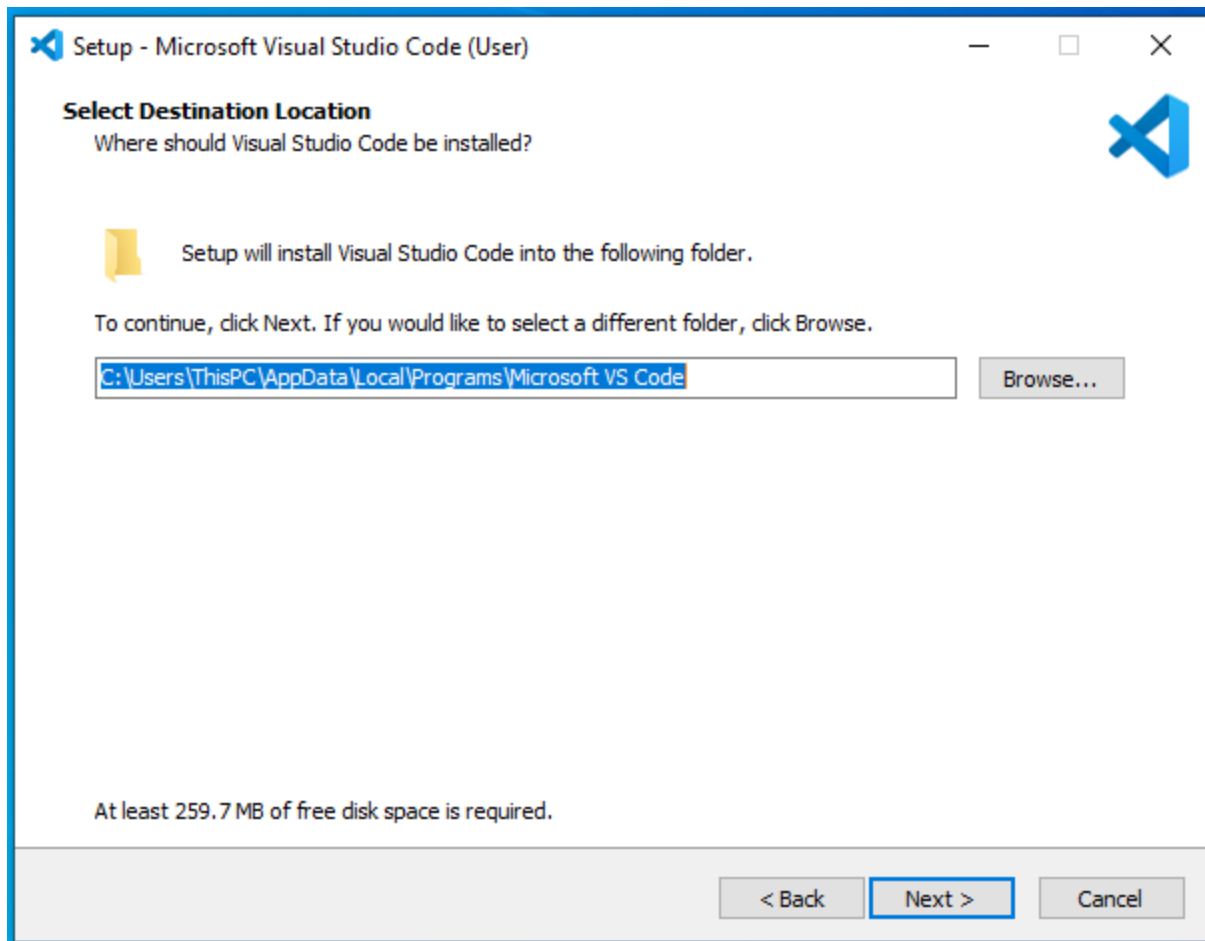 Setup - Microsoft Visual Studio Code (User)
Select Destination Location
Where should Visual Studio Code be installed?
Setup will install Visual Studio Code into the following folder.
To continue, click Next. If you would like to select a different folder, click Browse.
C:\Users\ThisPC\AppData\Local\Programs\Microsoft VS Code
Browse...
At least 259.7 MB of free disk space is required.
< Back
Next >
Cancel